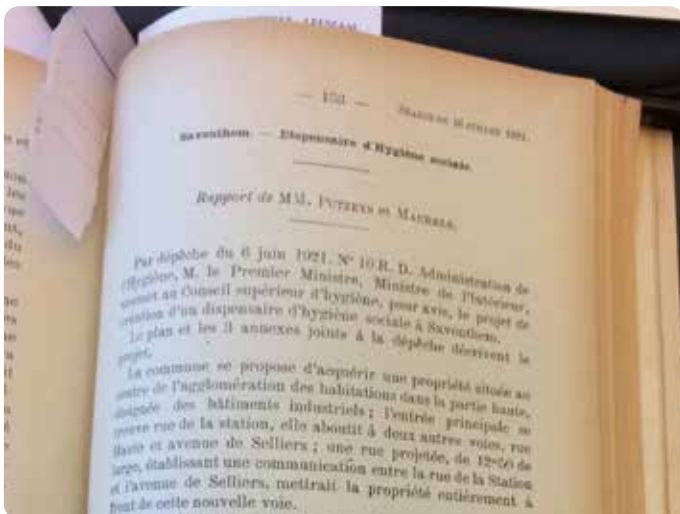 — 103 — SÉANCE DU 16 JUILLET 1921.
Saventhem. — Dispensaire d'Hygiène sociale.
Rapport de MM. PUTZEYS et MAUKELS.
Par dépêche du 6 juin 1921. N° 10 R. D. Administration de
l'Hygiène, M. le Premier Ministre, Ministre de l'Intérieur,
soumet au Conseil supérieur d'hygiène, pour avis, le projet de
création d'un dispensaire d'hygiène sociale à Saventhem.
Le plan et les 3 annexes joints à la dépêche décrivent le
projet.
La commune se propose d'acquérir une propriété située au
centre de l'agglomération des habitations dans la partie haute,
éloignée des bâtiments industriels ; l'entrée principale se
trouve rue de la station, elle aboutit à deux autres voies, rue
et avenue de Selliers ; une rue projetée, de 12-50 de
large, établissant une communication entre la rue de la Station
et l'avenue de Selliers, mettrait la propriété entièrement à
front de cette nouvelle voie.